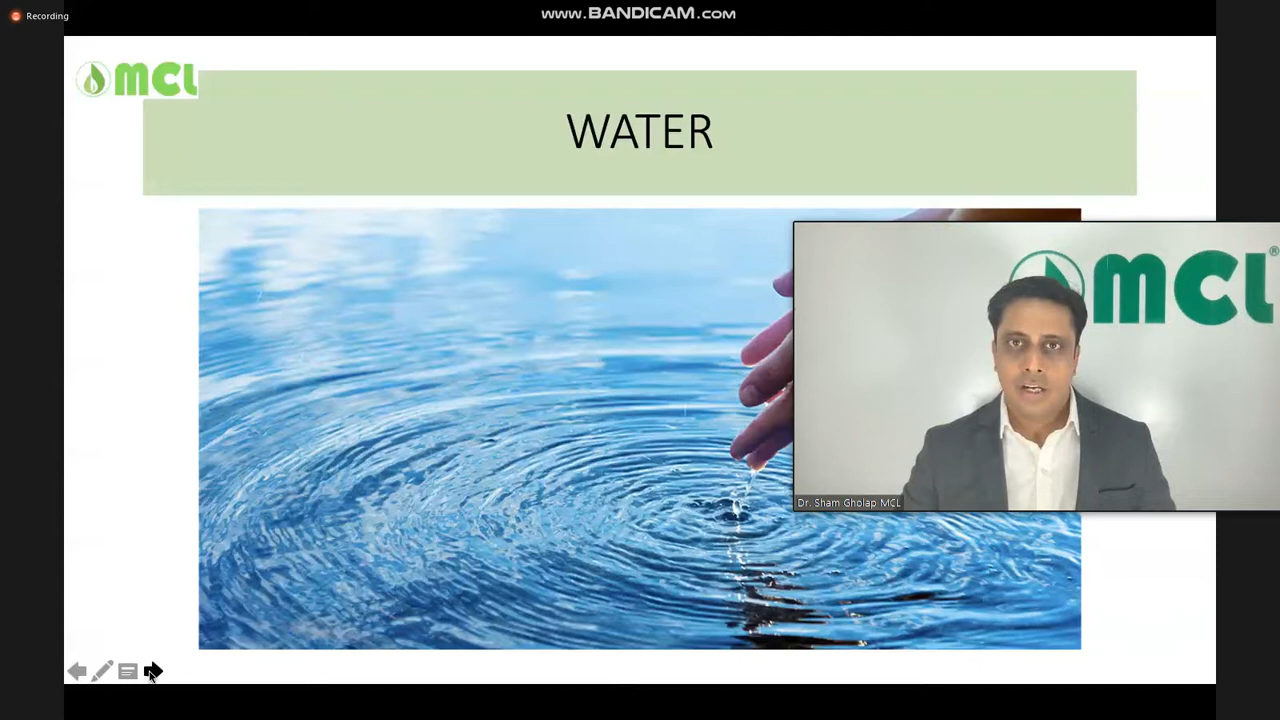 Recording
WWW.BANDICAM.COM
MCL
WATER
MCL®
Dr. Sham Gholap MCL